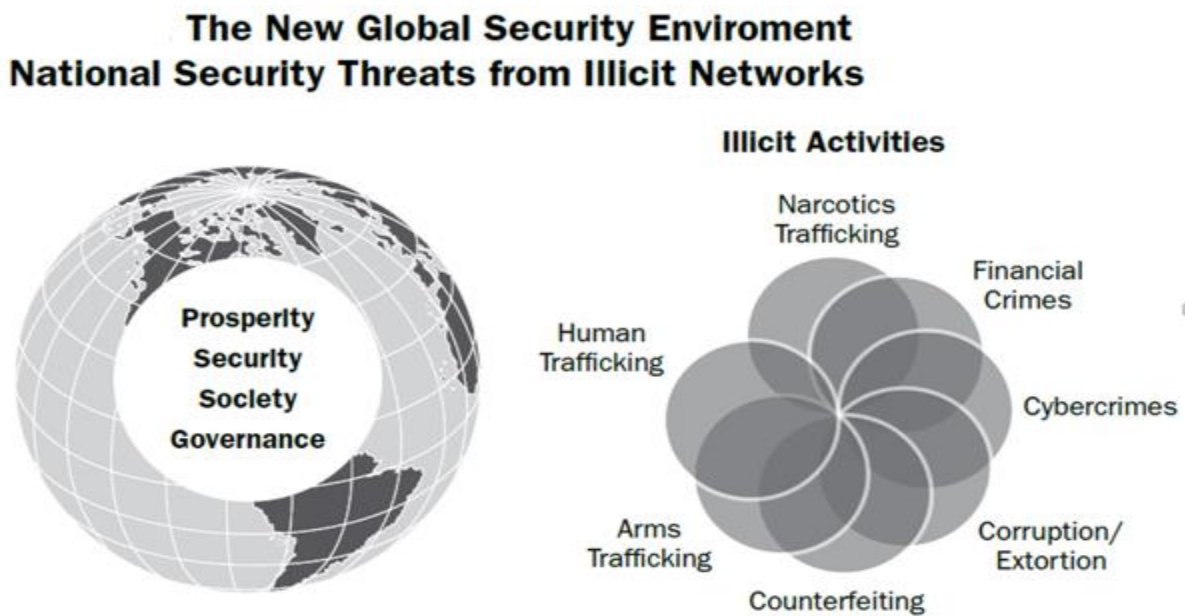 The New Global Security Enviroment
National Security Threats from Illicit Networks
Prosperity
Security
Society
Governance
Illicit Activities
Narcotics
Trafficking
Financial
Crimes
Human
Trafficking
Cybercrimes
Arms
Trafficking
Corruption/
Extortion
Counterfeiting